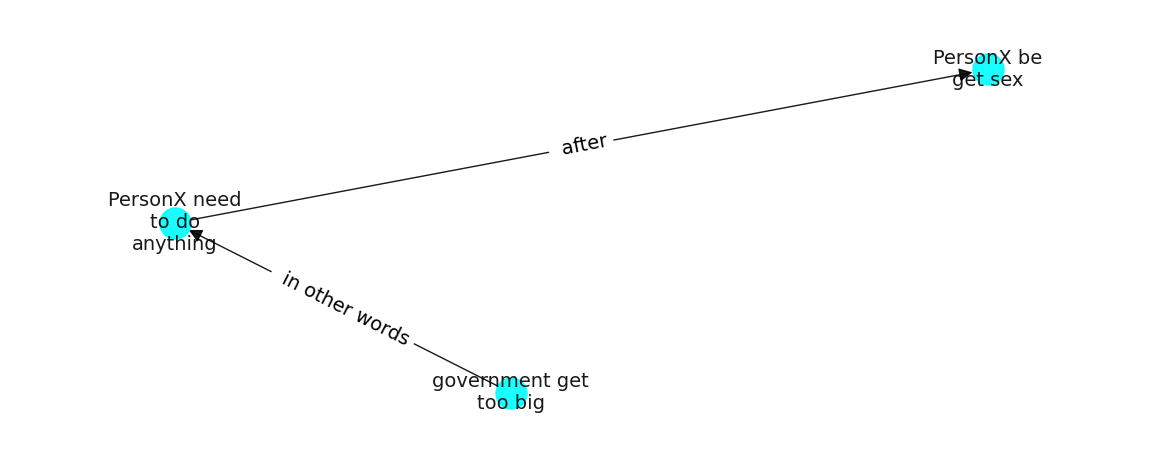 PersonX be
get sex
after
PersonX need
to do
anything
in other words
government get
too big